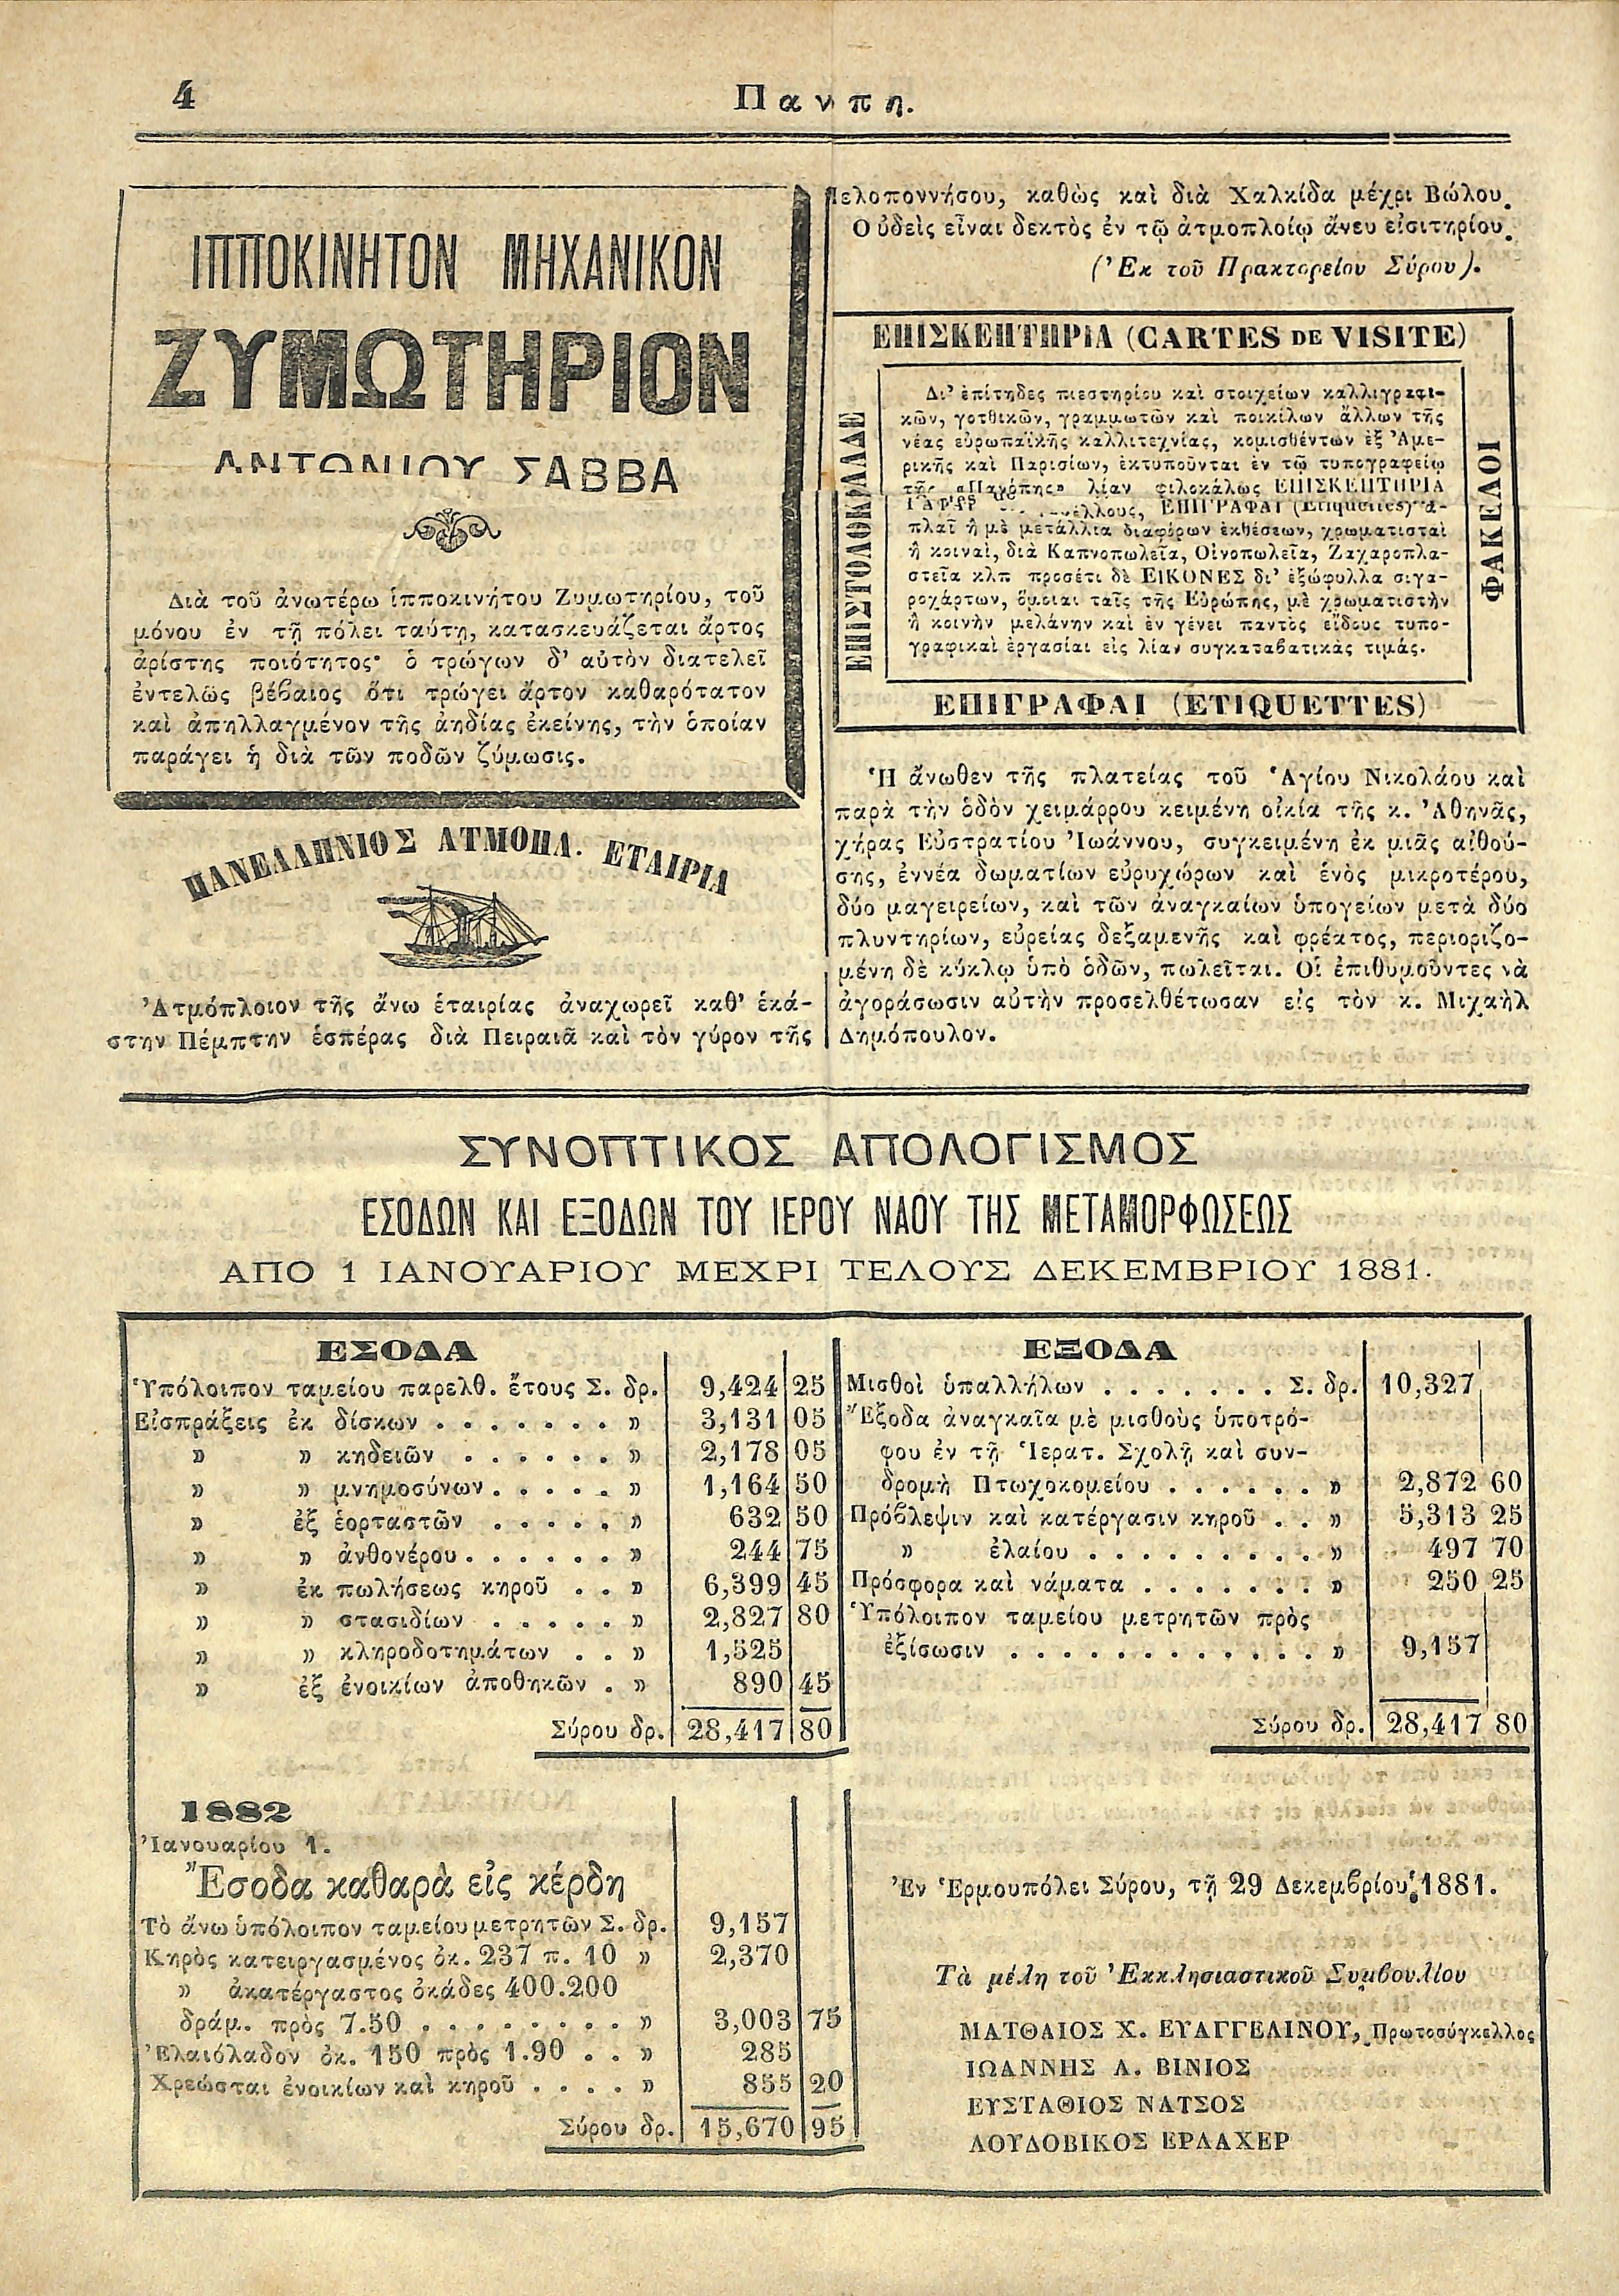 4
Πανπη.
ΙΠΠΟΚΙΝΗΤΟΝ ΜΗΧΑΝΙΚΟΝ
ΖΥΜΩΤΗΡΙΟΝ
ΑΝΤΩΝΙΟΥ ΣΑΒΒΑ
Διὰ τοῦ ἀνωτέρω ἱπποκινήτου Ζυμωτηρίου, τοῦ
μόνου ἐν τῇ πόλει ταύτῃ, κατασκευάζεται ἄρτος
ἀρίστης ποιότητος· ὁ τρώγων δ' αὐτὸν διατελεῖ
ἐντελῶς βέβαιος ὅτι τρώγει ἄρτον καθαρότατον
καὶ ἀπηλλαγμένον τῆς ἀηδίας ἐκείνης, τὴν ὁποίαν
παράγει ἡ διὰ τῶν ποδῶν ζύμωσις.
ΠΑΝΕΛΛΗΝΙΟΣ ΑΤΜΟΠΛ. ΕΤΑΙΡΙΑ
Ἀτμόπλοιον τῆς ἄνω ἑταιρίας ἀναχωρεῖ καθ' ἑκά-
στην Πέμπτην ἑσπέρας διὰ Πειραιᾶ καὶ τὸν γύρον τῆς
Πελοποννήσου, καθὼς καὶ διὰ Χαλκίδα μέχρι Βώλου.
Οὐδεὶς εἶναι δεκτὸς ἐν τῷ ἀτμοπλοίῳ ἄνευ εἰσιτηρίου.
(Ἐκ τοῦ Πρακτορείου Σύρου).
ΕΠΙΣΚΕΠΤΗΡΙΑ (CARTES DE VISITE)
ΕΠΙΣΤΟΛΟΚΑΛΔΕ
Δι' ἐπίτηδες πιεστηρίου καὶ στοιχείων καλλιγραφι-
κῶν, γοτθικῶν, γραμμωτῶν καὶ ποικίλων ἄλλων τῆς
νέας εὐρωπαϊκῆς καλλιτεχνίας, κομισθέντων ἐξ Ἀμε-
ρικῆς καὶ Παρισίων, ἐκτυποῦνται ἐν τῷ τυπογραφείῳ
τῆς «Πανόπης» λίαν φιλοκάλως ΕΠΙΣΚΕΠΤΗΡΙΑ
ΕΠΙΓΡΑΦΑΙ (Etiquettes) ἁ-
πλαῖ ἢ μὲ μετάλλια διαφόρων ἐκθέσεων, χρωματισταὶ
ἢ κοιναὶ, διὰ Καπνοπωλεῖα, Οἰνοπωλεῖα, Ζαχαροπλα-
στεῖα κλπ προσέτι δὲ ΕΙΚΟΝΕΣ δι' ἐξώφυλλα σιγα-
ροχάρτων, ὅμοιαι ταῖς τῆς Εὐρώπης, μὲ χρωματιστὴν
ἢ κοινὴν μελάνην καὶ ἐν γένει παντὸς εἴδους τυπο-
γραφικαὶ ἐργασίαι εἰς λίαν συγκαταβατικὰς τιμάς.
ΦΑΚΕΛΟΙ
ΕΠΙΓΡΑΦΑΙ (ETIQUETTES)
Ἡ ἄνωθεν τῆς πλατείας τοῦ Ἁγίου Νικολάου καὶ
παρὰ τὴν ὁδὸν χειμάρρου κειμένη οἰκία τῆς κ. Ἀθηνᾶς,
χήρας Εὐστρατίου Ἰωάννου, συγκειμένη ἐκ μιᾶς αἰθού-
σης, ἐννέα δωματίων εὐρυχώρων καὶ ἑνὸς μικροτέρου,
δύο μαγειρείων, καὶ τῶν ἀναγκαίων ὑπογείων μετὰ δύο
πλυντηρίων, εὐρείας δεξαμενῆς καὶ φρέατος, περιοριζο-
μένη δὲ κύκλῳ ὑπὸ ὁδῶν, πωλεῖται. Οἱ ἐπιθυμοῦντες νὰ
ἀγοράσωσιν αὐτὴν προσελθέτωσαν εἰς τὸν κ. Μιχαὴλ
Δημόπουλον.
ΣΥΝΟΠΤΙΚΟΣ ΑΠΟΛΟΓΙΣΜΟΣ
ΕΣΟΔΩΝ ΚΑΙ ΕΞΟΔΩΝ ΤΟΥ ΙΕΡΟΥ ΝΑΟΥ ΤΗΣ ΜΕΤΑΜΟΡΦΩΣΕΩΣ
ΑΠΟ 1 ΙΑΝΟΥΑΡΙΟΥ ΜΕΧΡΙ ΤΕΛΟΥΣ ΔΕΚΕΜΒΡΙΟΥ 1881.
ΕΣΟΔΑ
Ὑπόλοιπον ταμείου παρελθ. ἔτους Σ. δρ. 9,424 25
Εἰσπράξεις ἐκ δίσκων . . . . . . . » 3,131 05
» » κηδειῶν . . . . . . » 2,178 05
» » μνημοσύνων . . . . . » 1,164 50
» ἐξ ἑορταστῶν . . . . . » 632 50
» » ἀνθονέρου . . . . . . » 244 75
» ἐκ πωλήσεως κηροῦ . . » 6,399 45
» » στασιδίων . . . . . » 2,827 80
» » κληροδοτημάτων . . » 1,525
» ἐξ ἐνοικίων ἀποθηκῶν . » 890 45
Σύρου δρ. 28,417 80
ΕΞΟΔΑ
Μισθοὶ ὑπαλλήλων . . . . . . . Σ. δρ. 10,327
Ἔξοδα ἀναγκαῖα μὲ μισθοὺς ὑποτρό-
φου ἐν τῇ Ἱερατ. Σχολῇ καὶ συν-
δρομὴ Πτωχοκομείου . . . . . . » 2,872 60
Πρόβλεψιν καὶ κατέργασιν κηροῦ . . » 5,313 25
» ἐλαίου . . . . . . . . . . » 497 70
Πρόσφορα καὶ νάματα . . . . . . . » 250 25
Ὑπόλοιπον ταμείου μετρητῶν πρὸς
ἐξίσωσιν . . . . . . . . . . . . » 9,157
Σύρου δρ. 28,417 80
1882
Ἰανουαρίου 1.
Ἔσοδα καθαρὰ εἰς κέρδη
Τὸ ἄνω ὑπόλοιπον ταμείου μετρητῶν Σ. δρ. 9,157
Κηρὸς κατειργασμένος ὀκ. 237 π. 10 » 2,370
» ἀκατέργαστος ὀκάδες 400.200
δράμ. πρὸς 7.50 . . . . . . . . » 3,003 75
Ἐλαιόλαδον ὀκ. 150 πρὸς 1.90 . . » 285
Χρεῶσται ἐνοικίων καὶ κηροῦ . . . . » 855 20
Σύρου δρ. 15,670 95
Ἐν Ἑρμουπόλει Σύρου, τῇ 29 Δεκεμβρίου 1881.
Τὰ μέλη τοῦ Ἐκκλησιαστικοῦ Συμβουλίου
ΜΑΤΘΑΙΟΣ Χ. ΕΥΑΓΓΕΛΙΝΟΥ, Πρωτοσύγκελλος
ΙΩΑΝΝΗΣ Λ. ΒΙΝΙΟΣ
ΕΥΣΤΑΘΙΟΣ ΝΑΤΣΟΣ
ΛΟΥΔΟΒΙΚΟΣ ΕΡΛΑΧΕΡ